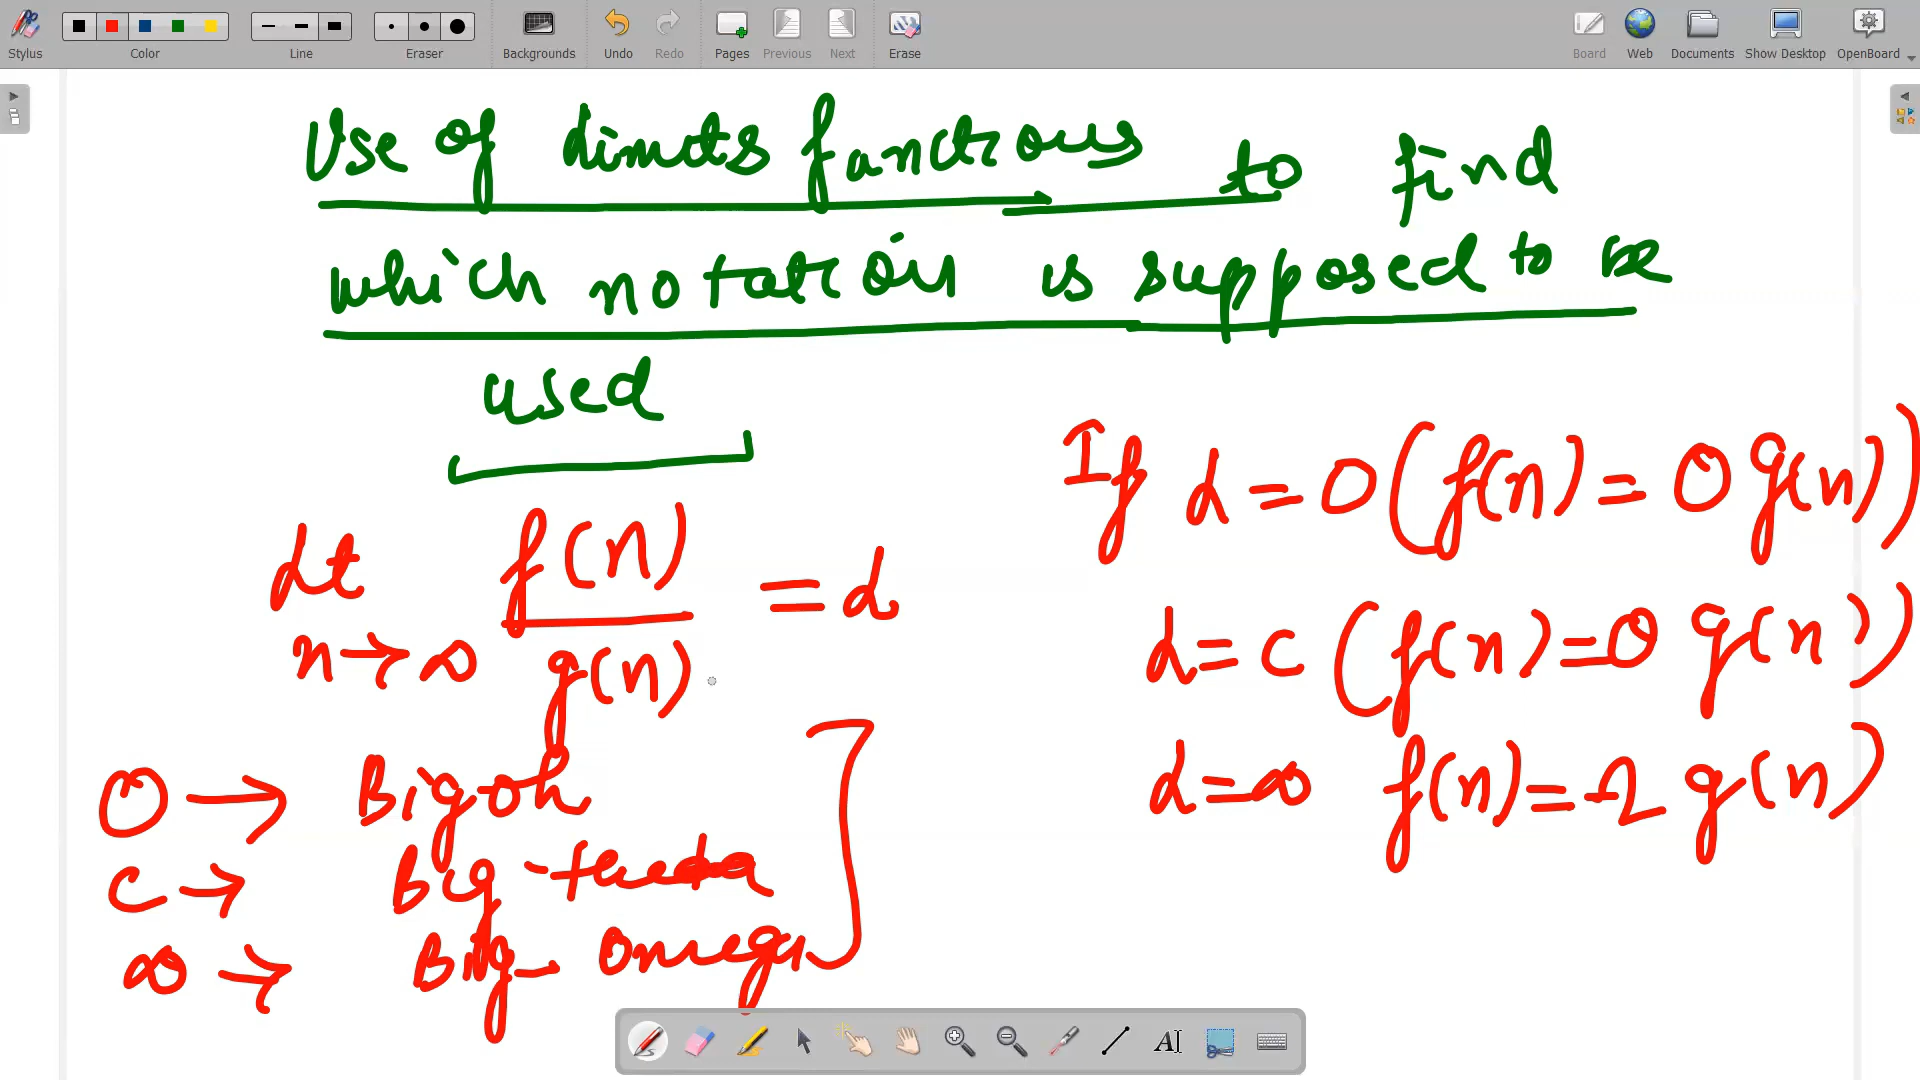 Stylus
Color
Line
Eraser
Backgrounds
Undo
Redo
Pages
Previous
Next
Erase
Board
Web
Documents
Show Desktop
OpenBoard
Use of Limits functions to find
which notation is supposed to be
used
Lt f(n) = L
n→∞ g(n)
If L = O (f(n) = O g(n))
L = c (f(n) = Θ g(n))
L = ∞ f(n) = Ω g(n))
O → Big-oh
c → Big-theta
∞ → Big-Omega